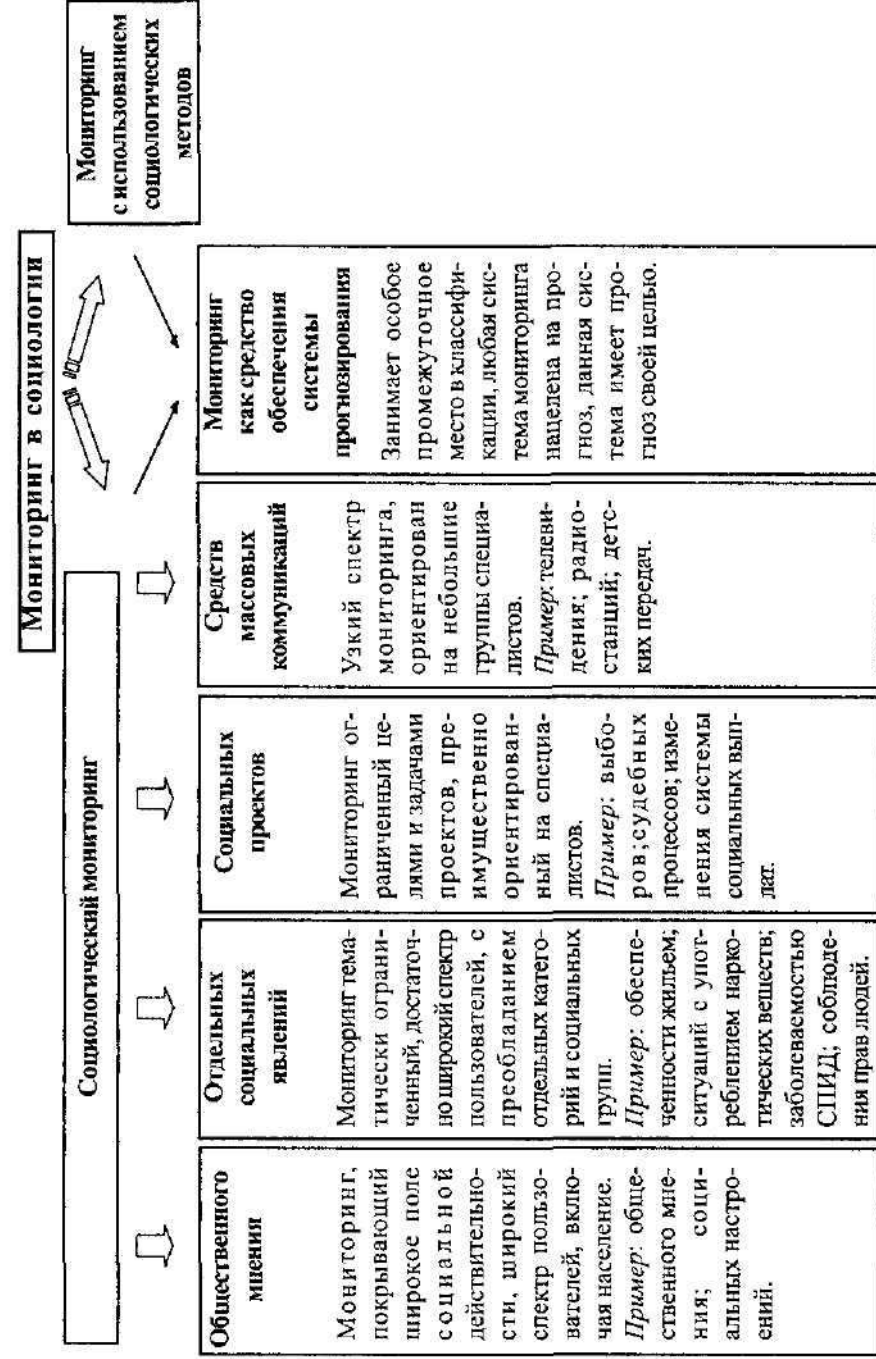 Мониторинг в социологии
Социологический мониторинг
Мониторинг
с использованием
социологических
методов
Общественного
мнения
Мониторинг,
покрывающий
широкое поле
социальной
действительно-
сти, широкий
спектр пользо-
вателей, вклю-
чая население.
Пример: обще-
ственного мне-
ния; соци-
альных настро-
ений.
Отдельных
социальных
явлений
Мониторинг тема-
тически ограни-
ченный, достаточ-
но широкий спектр
пользователей, с
преобладанием
отдельных катего-
рий и социальных
групп.
Пример: обеспе-
ченности жильем;
ситуаций с упот-
реблением нарко-
тических веществ;
заболеваемостью
СПИД; соблюде-
ния прав людей.
Социальных
проектов
Мониторинг ог-
раниченный це-
лями и задачами
проектов, пре-
имущественно
ориентирован-
ный на специа-
листов.
Пример: выбо-
ров; судебных
процессов; изме-
нения системы
социальных вып-
лат.
Средств
массовых
коммуникаций
Узкий спектр
мониторинга,
ориентирован
на небольшие
группы специа-
листов.
Пример: телеви-
дения; радио-
станций; детс-
ких передач.
Мониторинг
как средство
обеспечения
системы
прогнозирования
Занимает особое
промежуточное
место в классифи-
кации, любая сис-
тема мониторинга
нацелена на про-
гноз, данная сис-
тема имеет про-
гноз своей целью.